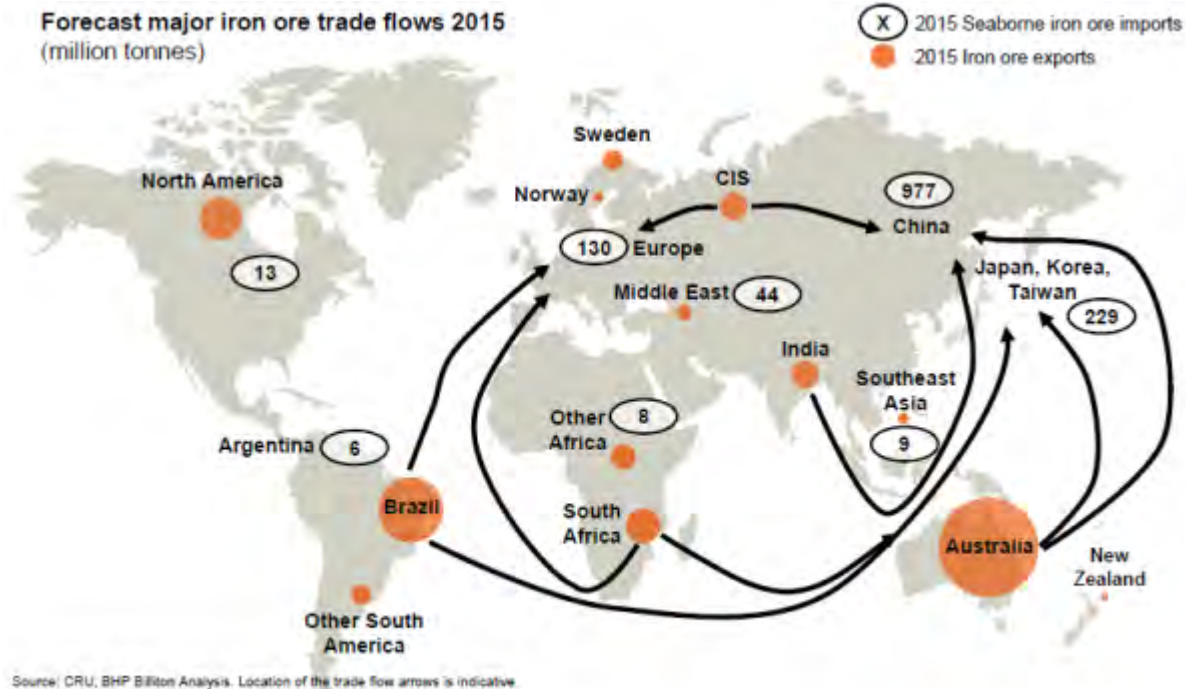 Forecast major iron ore trade flows 2015
(million tonnes)
X 2015 Seaborne iron ore imports
2015 Iron ore exports
Sweden
North America
Norway
CIS
977
China
130 Europe
13
Japan, Korea,
Taiwan
Middle East 44
229
India
Southeast
Asia
8
Other
Africa
9
Argentina 6
Brazil
South
Africa
Australia
New
Zealand
Other South
America
Source: CRU, BHP Billiton Analysis. Location of the trade flow arrows is indicative